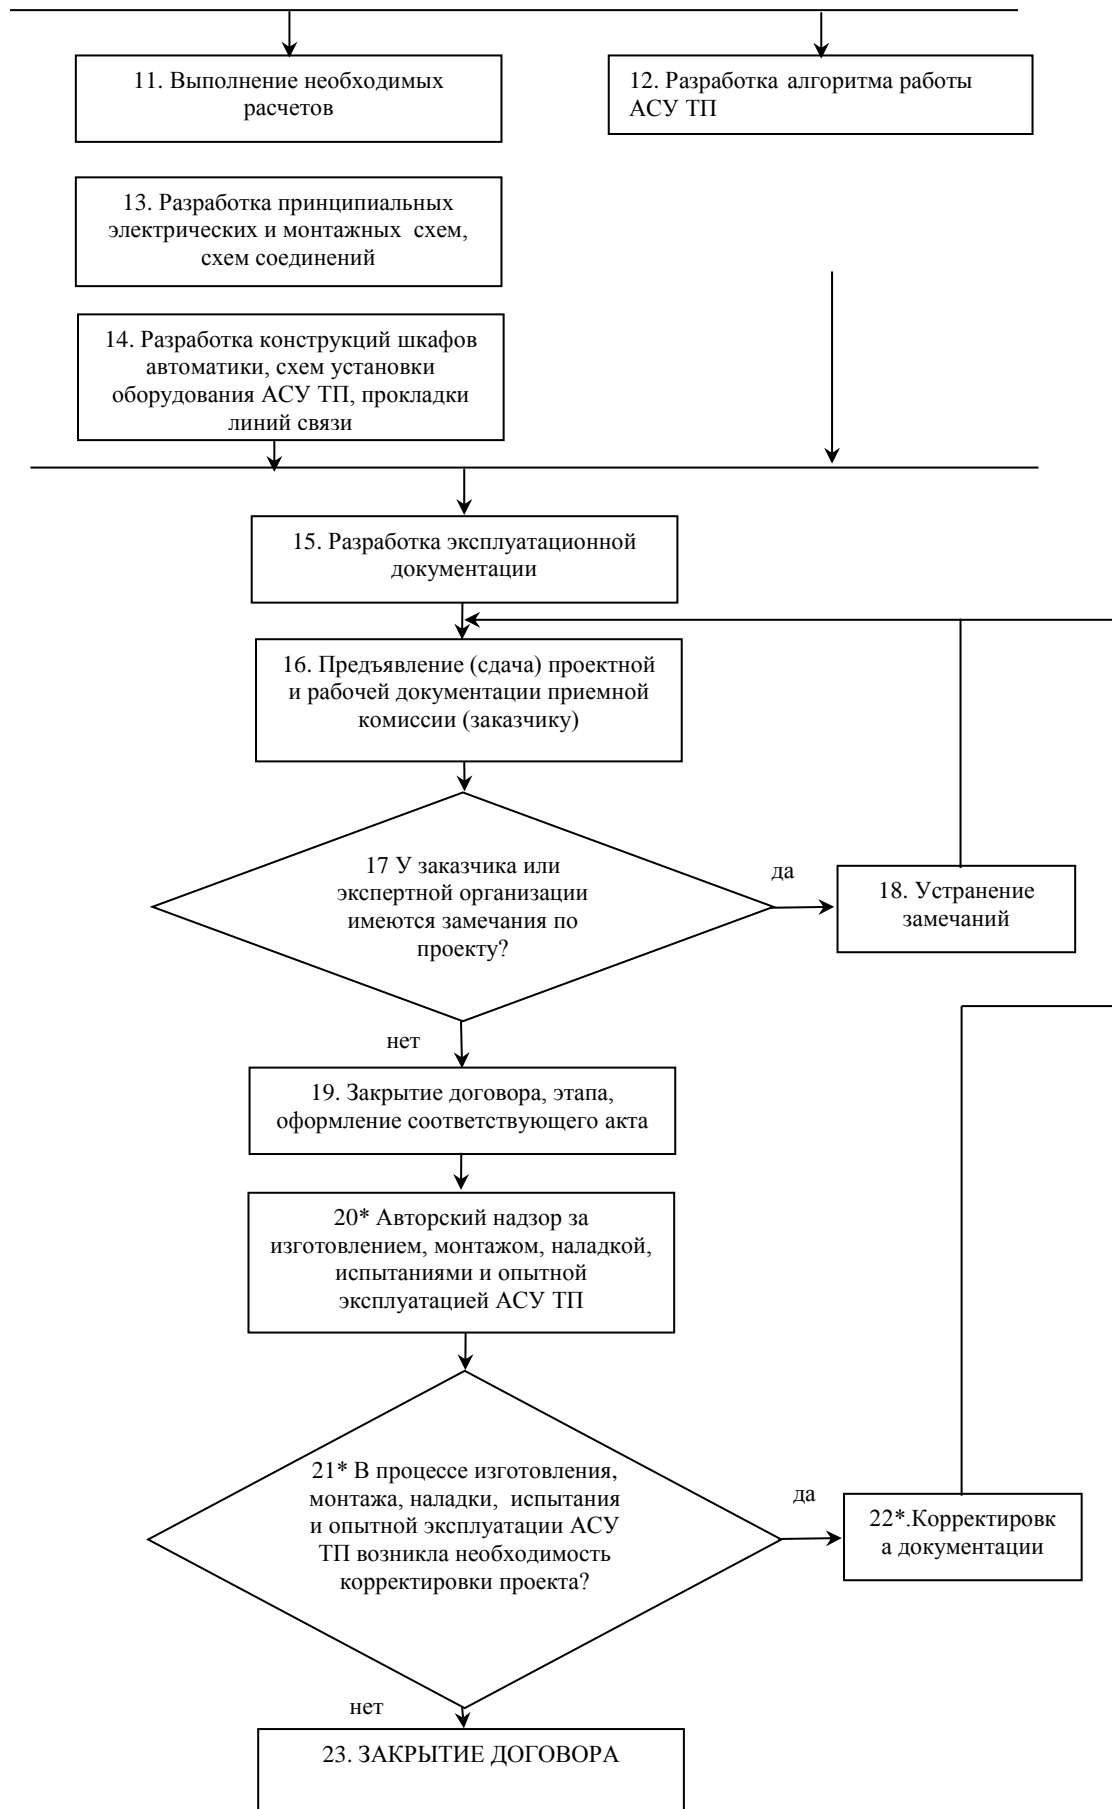 11. Выполнение необходимых
расчетов
12. Разработка алгоритма работы
АСУ ТП
13. Разработка принципиальных
электрических и монтажных схем,
схем соединений
14. Разработка конструкций шкафов
автоматики, схем установки
оборудования АСУ ТП, прокладки
линий связи
15. Разработка эксплуатационной
документации
16. Предъявление (сдача) проектной
и рабочей документации приемной
комиссии (заказчику)
17 У заказчика или
экспертной организации
имеются замечания по
проекту?
да
18. Устранение
замечаний
нет
19. Закрытие договора, этапа,
оформление соответствующего акта
20* Авторский надзор за
изготовлением, монтажом, наладкой,
испытаниями и опытной
эксплуатацией АСУ ТП
21* В процессе изготовления,
монтажа, наладки, испытания
и опытной эксплуатации АСУ
ТП возникла необходимость
корректировки проекта?
да
22*.Корректировк
а документации
нет
23. ЗАКРЫТИЕ ДОГОВОРА